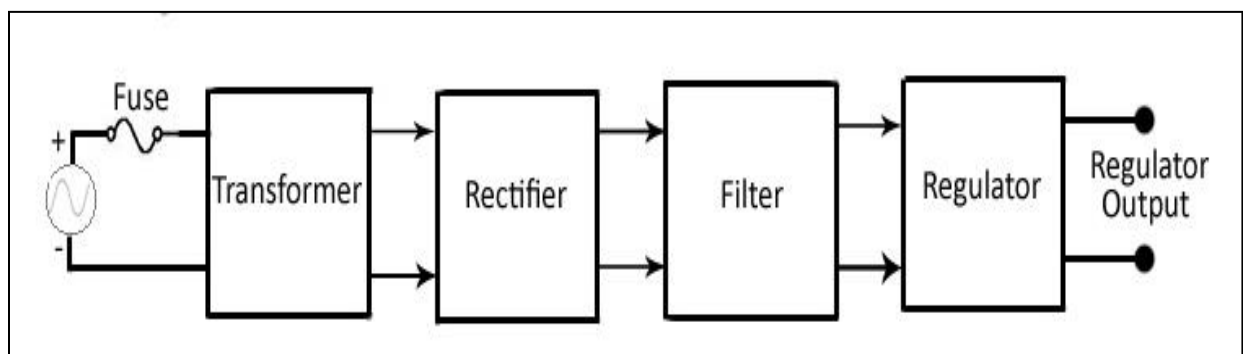 Fuse
+
-
Transformer
Rectifier
Filter
Regulator
Regulator
Output